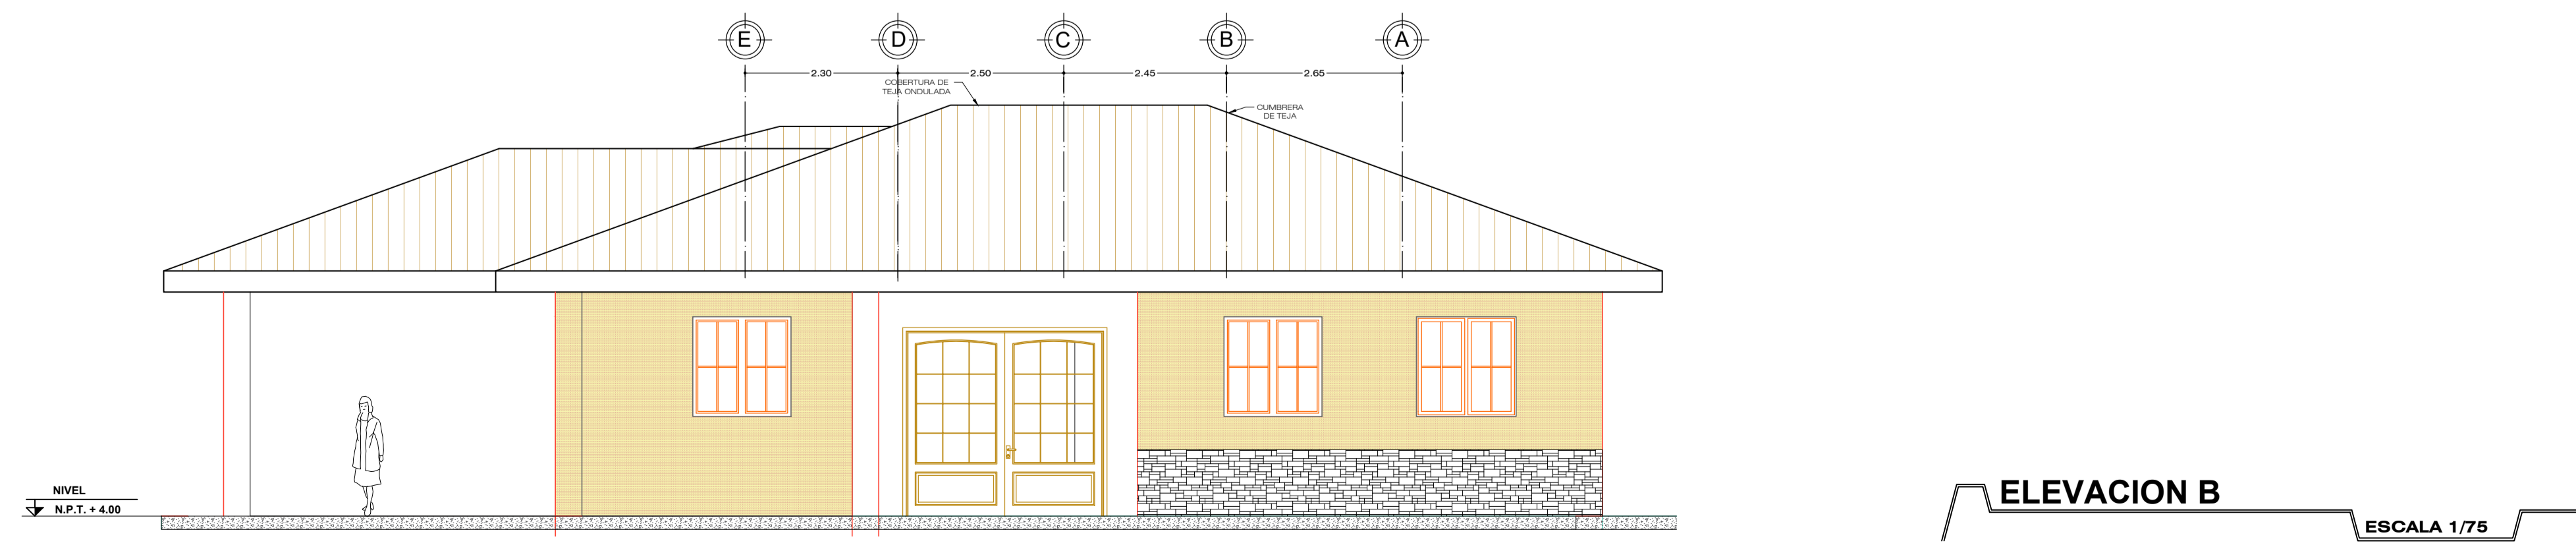 E D C B A
2.30 2.50 2.45 2.65
COBERTURA DE
TEJA ONDULADA
CUMBRERA
DE TEJA
NIVEL
N.P.T. + 4.00
ELEVACION B
ESCALA 1/75